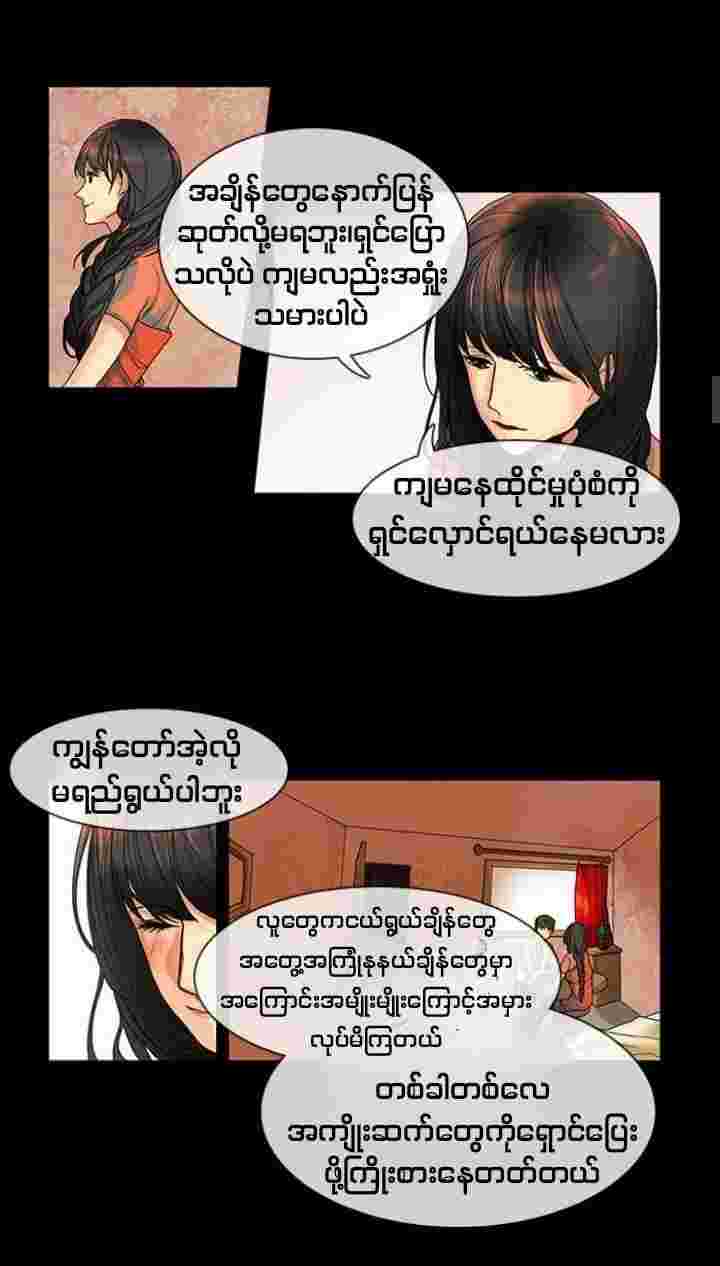 အချိန်တွေနောက်ပြန်
ဆုတ်လို့မရဘူး၊ရှင်ပြော
သလိုပဲ ကျမလည်းအရှုံး
သမားပါပဲ
ကျမနေထိုင်မှုပုံစံကို
ရှင်လှောင်ရယ်နေမလား
ကျွန်တော်အဲ့လို
မရည်ရွယ်ပါဘူး
လူတွေကငယ်ရွယ်ချိန်တွေ
အတွေ့အကြုံနုနယ်ချိန်တွေမှာ
အကြောင်းအမျိုးမျိုးကြောင့်အမှား
လုပ်မိကြတယ်
တစ်ခါတစ်လေ
အကျိုးဆက်တွေကိုရှောင်ပြေး
ဖို့ကြိုးစားနေတတ်တယ်